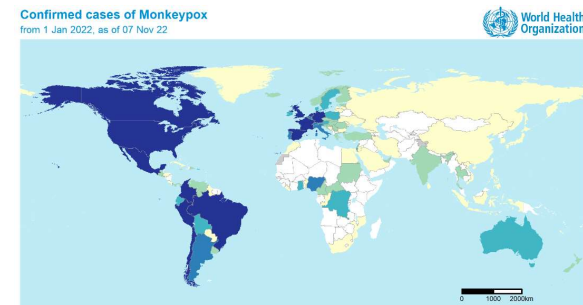 Confirmed cases of Monkeypox
from 1 Jan 2022, as of 07 Nov 22
World Health
Organization
0 1000 2000km